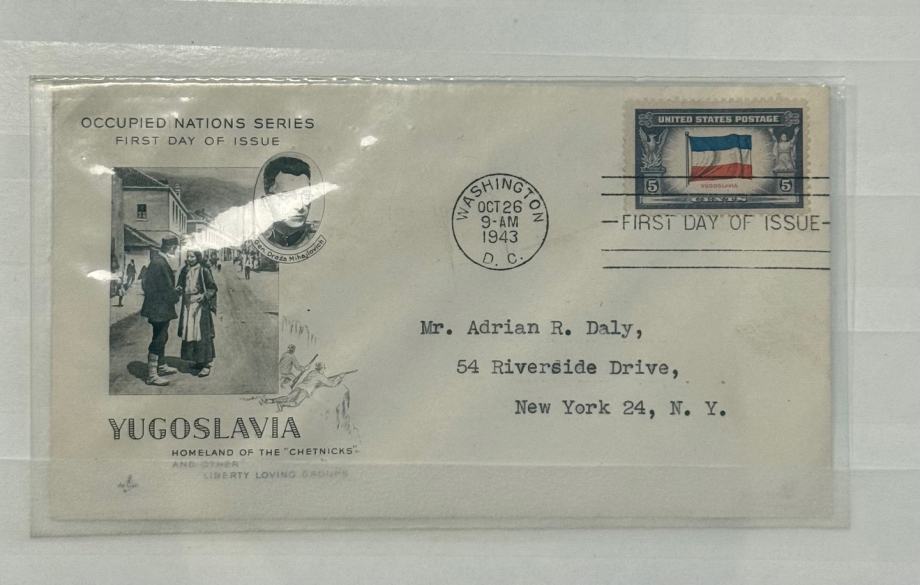 OCCUPIED NATIONS SERIES
FIRST DAY OF ISSUE
Gen. Draža Mihajlovich
YUGOSLAVIA
HOMELAND OF THE "CHETNICKS"
AND OTHER
LIBERTY LOVING GROUPS
WASHINGTON
OCT 26
9-AM
1943
D. C.
UNITED STATES POSTAGE
YUGOSLAVIA
5 5
CENTS
FIRST DAY OF ISSUE
Mr. Adrian R. Daly,
54 Riverside Drive,
New York 24, N. Y.